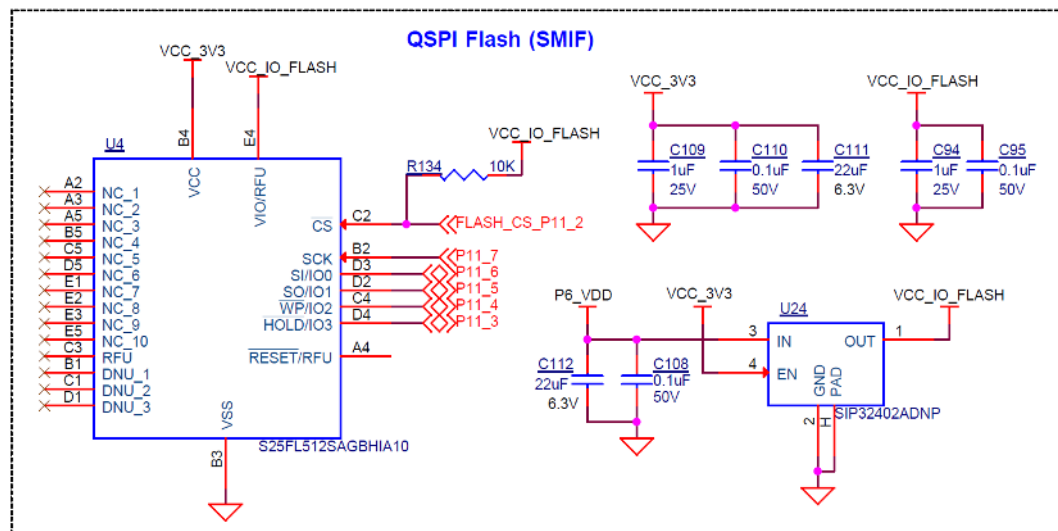 QSPI Flash (SMIF)
VCC_3V3
VCC_IO_FLASH
B4
E4
U4
VCC
VIO/RFU
A2 NC_1
A3 NC_2
A5 NC_3
B5 NC_4
C5 NC_5
D5 NC_6
E1 NC_7
E2 NC_8
E3 NC_9
E5 NC_10
C3 RFU
B1 DNU_1
C1 DNU_2
D1 DNU_3
CS C2 FLASH_CS_P11_2
SCK B2 P11_7
SI/IO0 D3 P11_6
SO/IO1 D2 P11_5
WP/IO2 C4 P11_4
HOLD/IO3 D4 P11_3
RESET/RFU A4
VSS
B3
S25FL512SAGBHIA10
VCC_IO_FLASH
R134 10K
VCC_3V3
C109
1uF
25V
C110
0.1uF
50V
C111
22uF
6.3V
VCC_IO_FLASH
C94
1uF
25V
C95
0.1uF
50V
P6_VDD
VCC_3V3
VCC_IO_FLASH
C112
22uF
6.3V
C108
0.1uF
50V
U24
3 IN
4 EN
OUT 1
GND
PAD
2
H
SIP32402ADNP